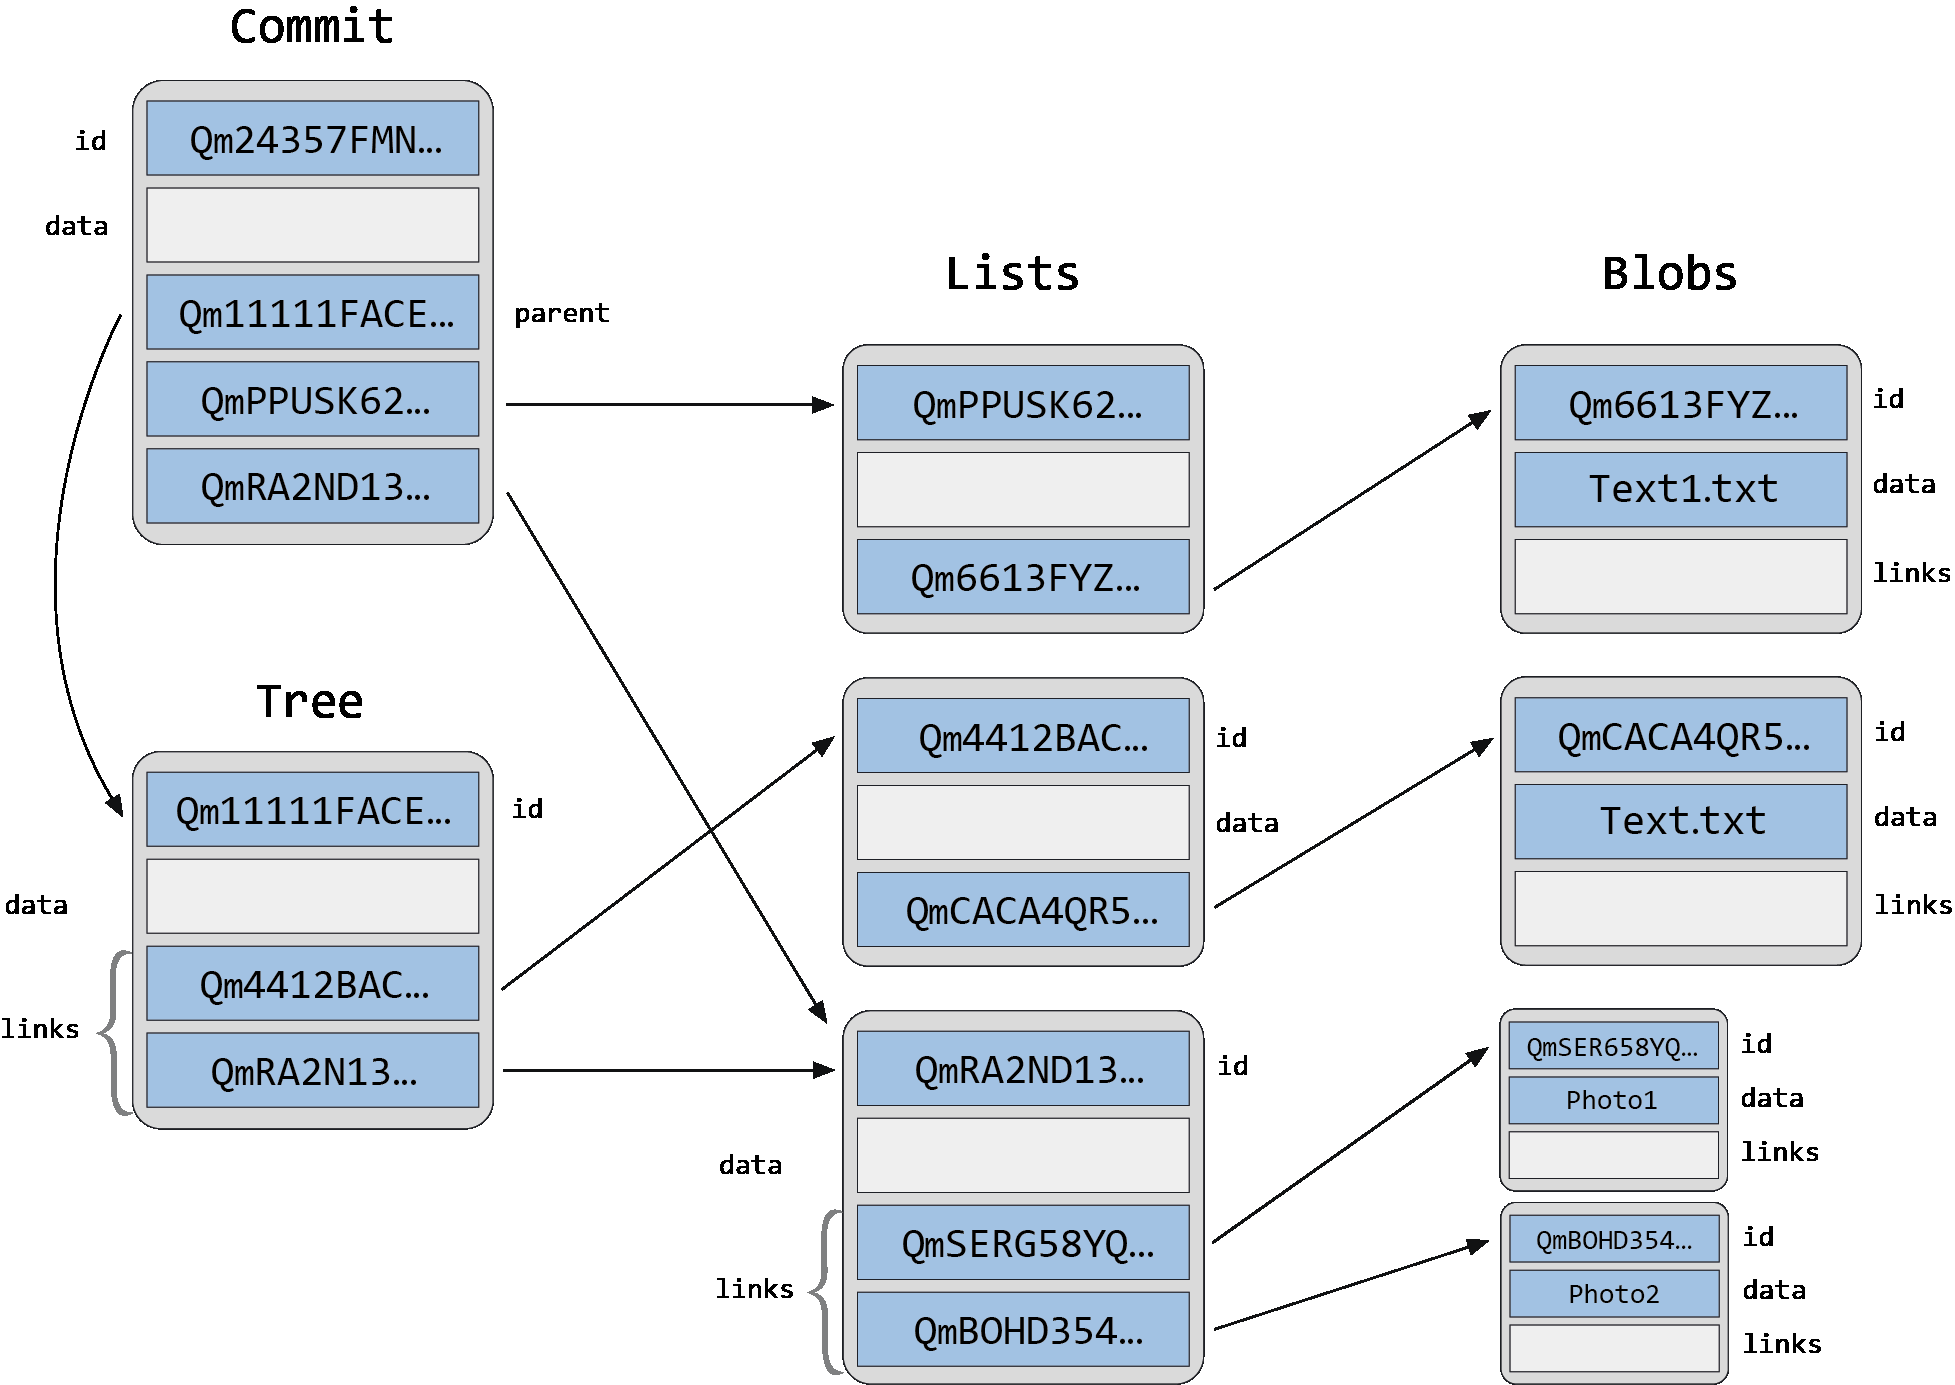 Commit
id
Qm24357FMN…
data
Qm11111FACE…
parent
QmPPUSK62…
QmRA2ND13…
Tree
Qm11111FACE…
id
data
links
Qm4412BAC…
QmRA2N13…
Lists
QmPPUSK62…
Qm6613FYZ…
Qm4412BAC…
id
data
QmCACA4QR5…
QmRA2ND13…
id
data
links
QmSERG58YQ…
QmBOHD354…
Blobs
Qm6613FYZ…
id
Text1.txt
data
links
QmCACA4QR5…
id
Text.txt
data
links
QmSER658YQ…
id
Photo1
data
links
QmBOHD354…
id
Photo2
data
links